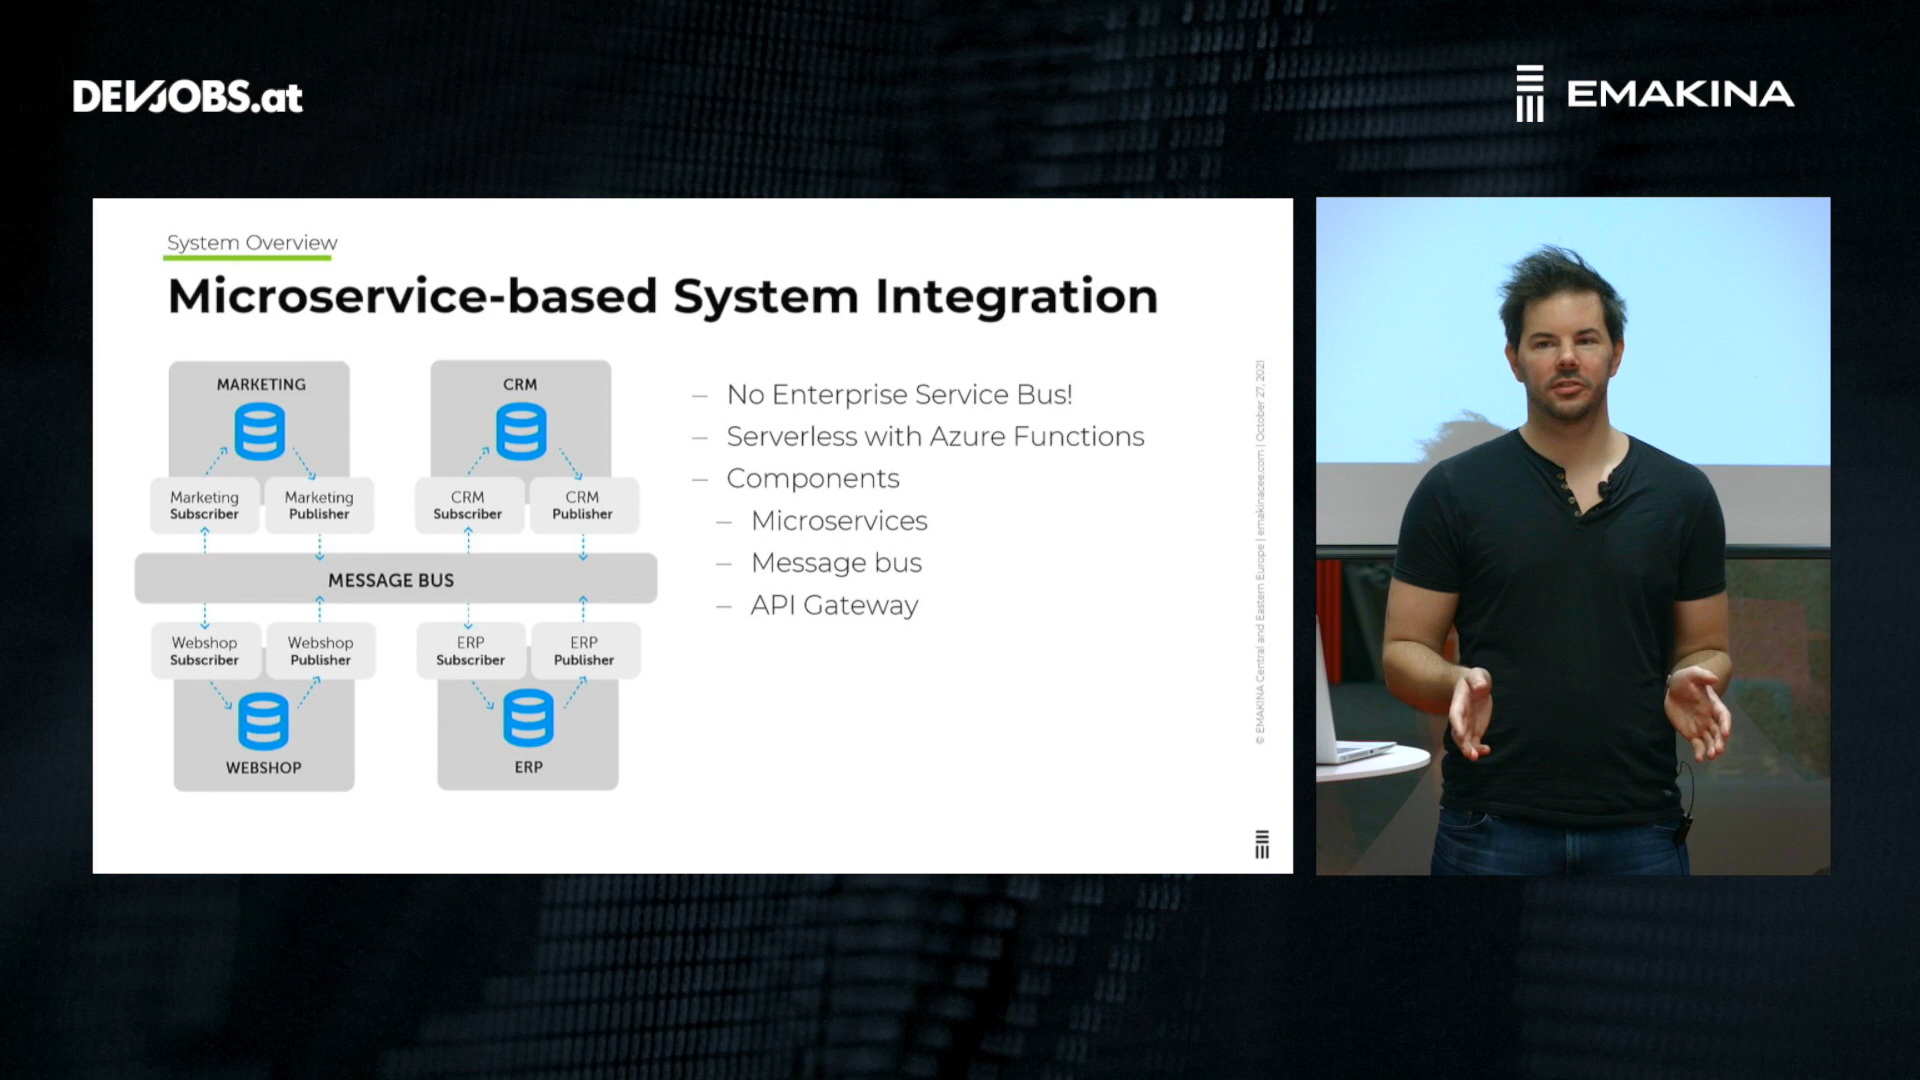 DEVJOBS.at
EMAKINA
System Overview
Microservice-based System Integration
MARKETING
CRM
Marketing
Subscriber
Marketing
Publisher
CRM
Subscriber
CRM
Publisher
MESSAGE BUS
Webshop
Subscriber
Webshop
Publisher
ERP
Subscriber
ERP
Publisher
WEBSHOP
ERP
– No Enterprise Service Bus!
– Serverless with Azure Functions
– Components
– Microservices
– Message bus
– API Gateway
© EMAKINA Central and Eastern Europe | emakinacee.com | October 27, 2021